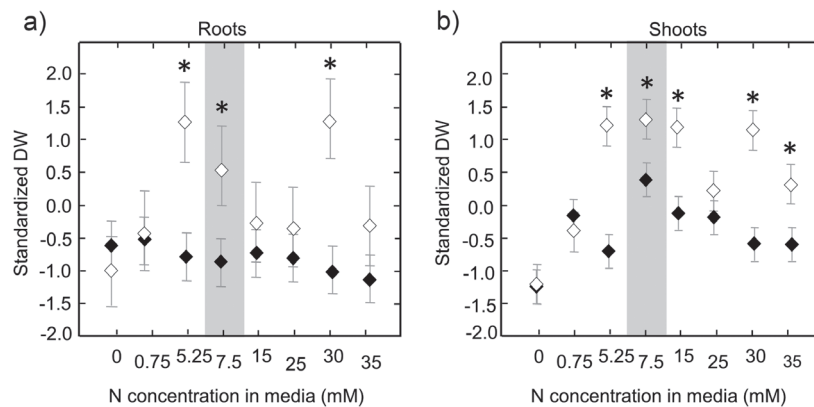 a)
Roots
Standardized DW
2.0
1.5
1.0
0.5
0.0
-0.5
-1.0
-1.5
-2.0
* * *
0 0.75 5.25 7.5 15 25 30 35
N concentration in media (mM)
b)
Shoots
Standardized DW
2.0
1.5
1.0
0.5
0.0
-0.5
-1.0
-1.5
-2.0
* * * * *
0 0.75 5.25 7.5 15 25 30 35
N concentration in media (mM)